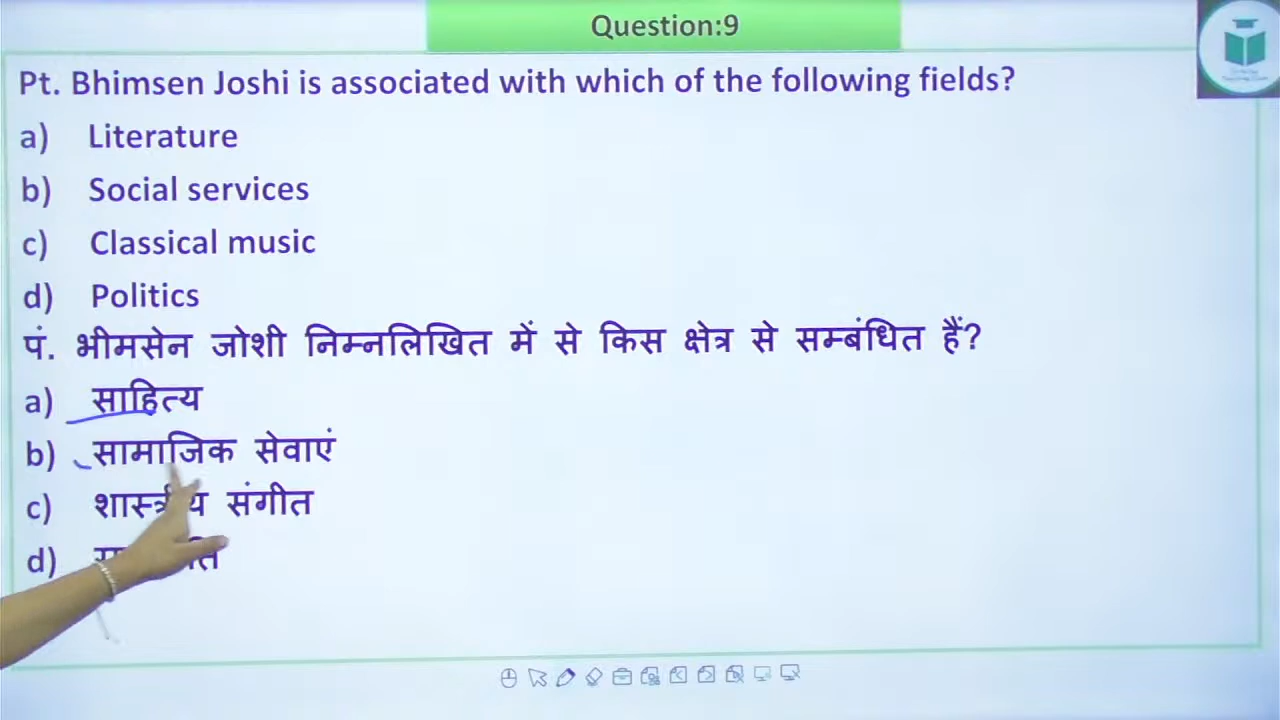 Question:9
Pt. Bhimsen Joshi is associated with which of the following fields?
a) Literature
b) Social services
c) Classical music
d) Politics
पं. भीमसेन जोशी निम्नलिखित में से किस क्षेत्र से सम्बंधित हैं?
a) साहित्य
b) सामाजिक सेवाएं
c) शास्त्रीय संगीत
d)